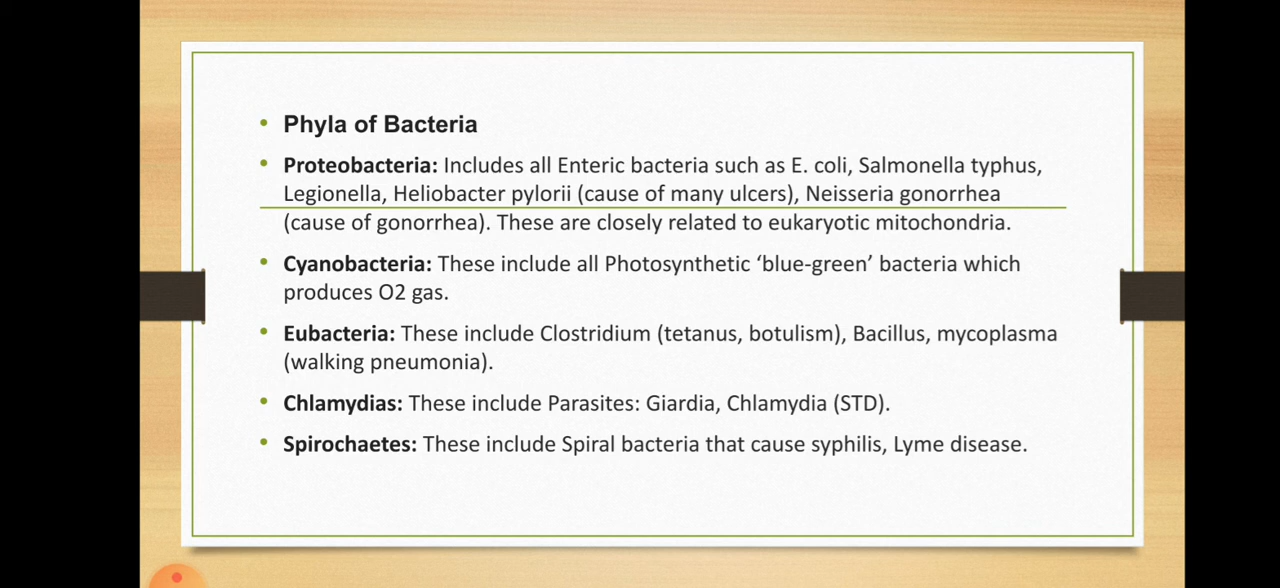 • Phyla of Bacteria
• Proteobacteria: Includes all Enteric bacteria such as E. coli, Salmonella typhus,
Legionella, Heliobacter pylorii (cause of many ulcers), Neisseria gonorrhea
(cause of gonorrhea). These are closely related to eukaryotic mitochondria.
• Cyanobacteria: These include all Photosynthetic ‘blue-green’ bacteria which
produces O2 gas.
• Eubacteria: These include Clostridium (tetanus, botulism), Bacillus, mycoplasma
(walking pneumonia).
• Chlamydias: These include Parasites: Giardia, Chlamydia (STD).
• Spirochaetes: These include Spiral bacteria that cause syphilis, Lyme disease.